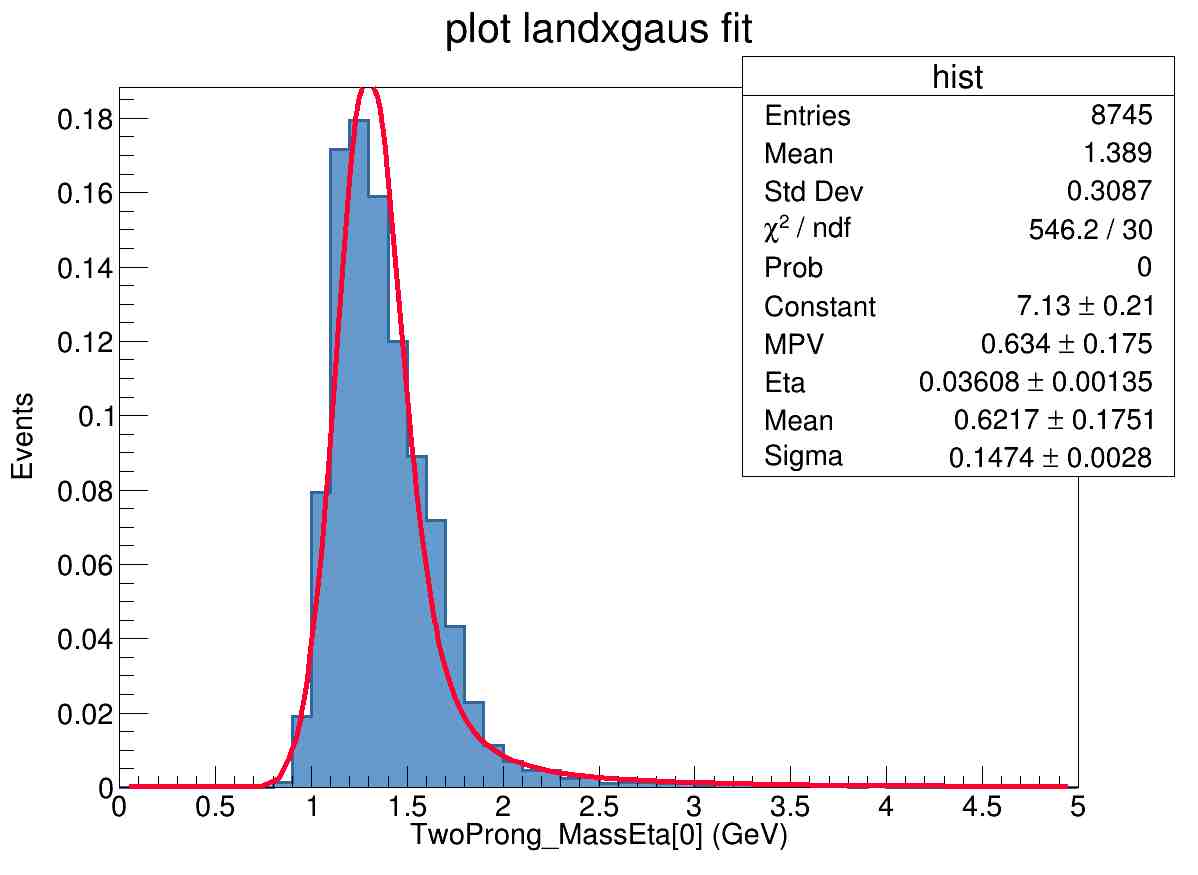 plot landxgaus fit
hist
Entries 8745
Mean 1.389
Std Dev 0.3087
χ² / ndf 546.2 / 30
Prob 0
Constant 7.13 ± 0.21
MPV 0.634 ± 0.175
Eta 0.03608 ± 0.00135
Mean 0.6217 ± 0.1751
Sigma 0.1474 ± 0.0028
Events
0.18
0.16
0.14
0.12
0.1
0.08
0.06
0.04
0.02
0
0 0.5 1 1.5 2 2.5 3 3.5 4 4.5 5
TwoProng_MassEta[0] (GeV)